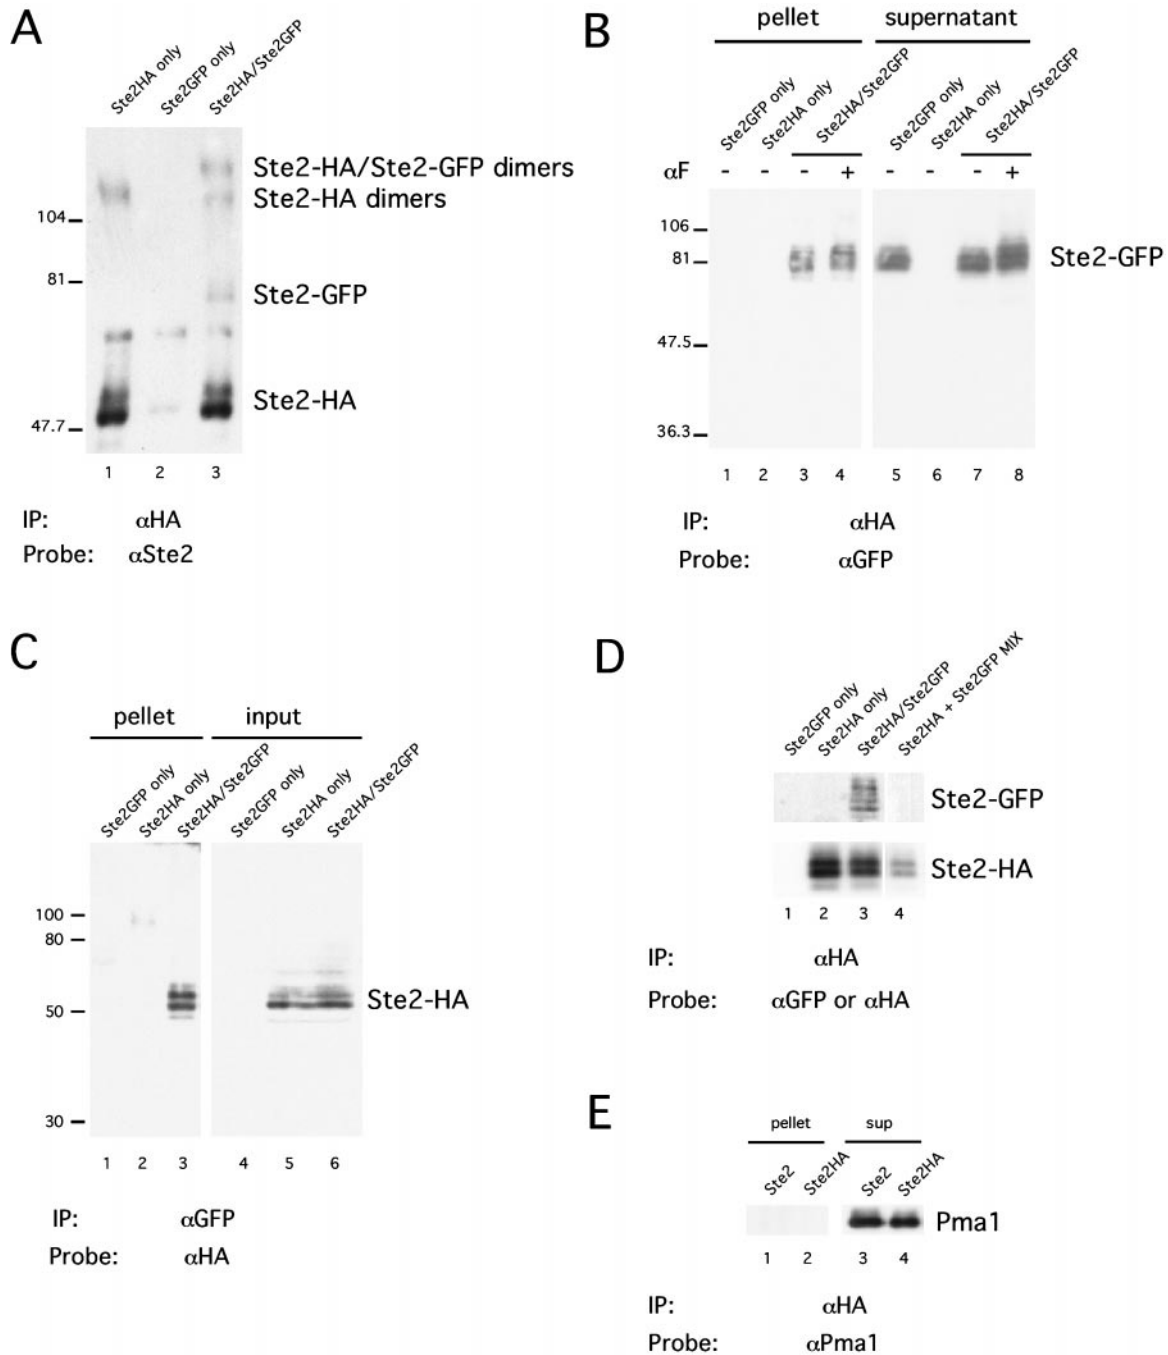 A
Ste2HA only
Ste2GFP only
Ste2HA/Ste2GFP
Ste2-HA/Ste2-GFP dimers
Ste2-HA dimers
104
81
Ste2-GFP
Ste2-HA
47.7
1 2 3
IP: αHA
Probe: αSte2
B
pellet supernatant
Ste2GFP only
Ste2HA only
Ste2HA/Ste2GFP
Ste2GFP only
Ste2HA only
Ste2HA/Ste2GFP
αF - - - + - - - +
106
81
Ste2-GFP
47.5
36.3
1 2 3 4 5 6 7 8
IP: αHA
Probe: αGFP
C
pellet input
Ste2GFP only
Ste2HA only
Ste2HA/Ste2GFP
Ste2GFP only
Ste2HA only
Ste2HA/Ste2GFP
100
80
Ste2-HA
50
30
1 2 3 4 5 6
IP: αGFP
Probe: αHA
D
Ste2GFP only
Ste2HA only
Ste2HA/Ste2GFP
Ste2HA + Ste2GFP MIX
Ste2-GFP
Ste2-HA
1 2 3 4
IP: αHA
Probe: αGFP or αHA
E
pellet sup
Ste2
Ste2HA
Ste2
Ste2HA
Pma1
1 2 3 4
IP: αHA
Probe: αPma1